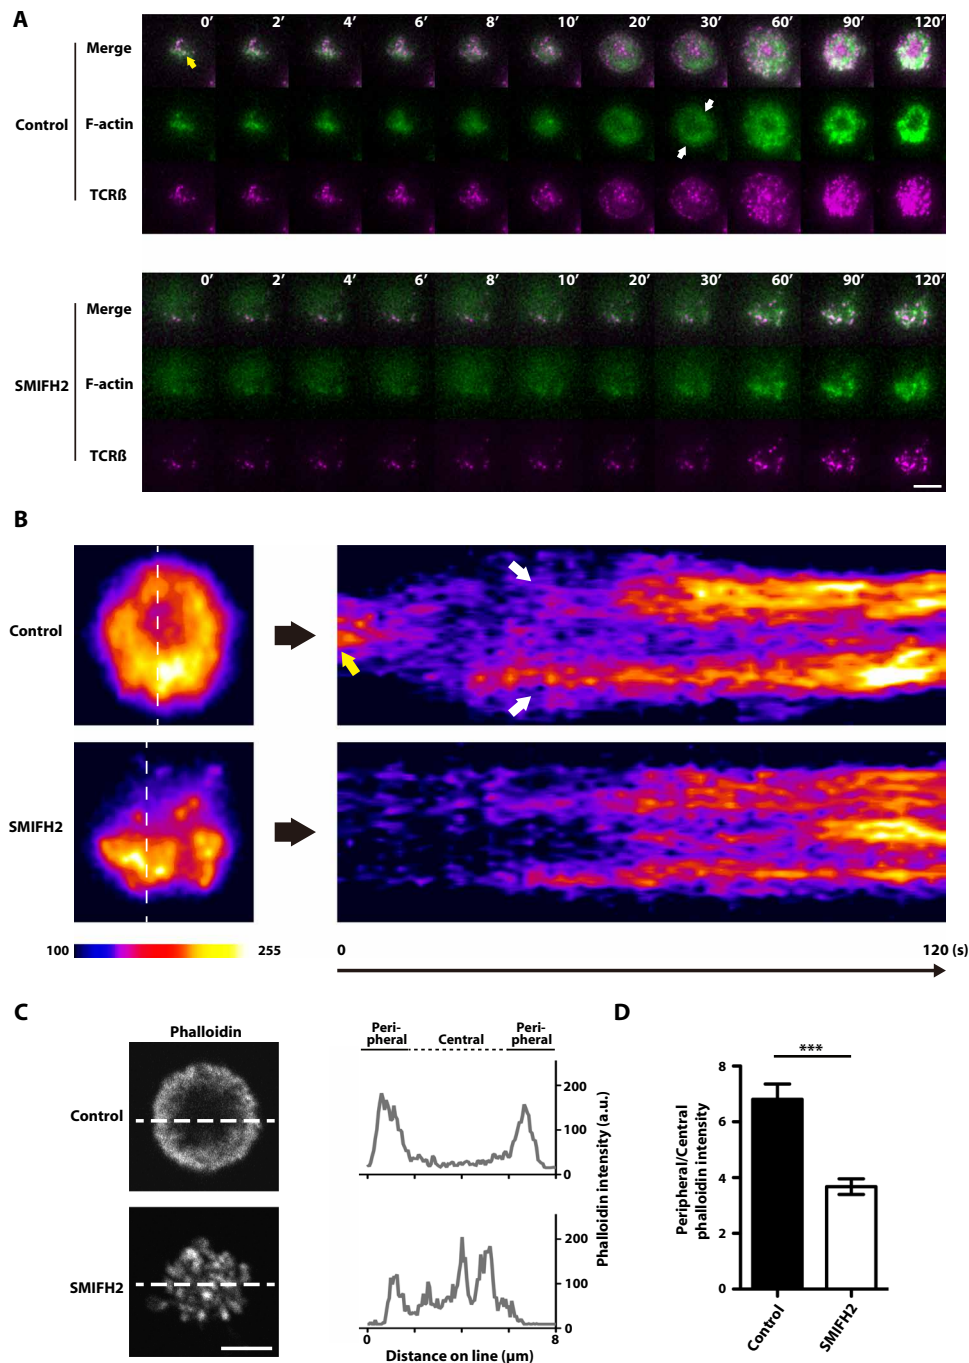 A
0′ 2′ 4′ 6′ 8′ 10′ 20′ 30′ 60′ 90′ 120′
Merge
Control
F-actin
TCRß
0′ 2′ 4′ 6′ 8′ 10′ 20′ 30′ 60′ 90′ 120′
Merge
SMIFH2
F-actin
TCRß
B
Control
SMIFH2
100
255
0
120 (s)
C
Phalloidin
Control
SMIFH2
Peri-
pheral
Central
Peri-
pheral
200
100
0
200
100
0
Phalloidin intensity (a.u.)
0
4
8
Distance on line (µm)
D
***
8
6
4
2
0
Peripheral/Central
phalloidin intensity
Control
SMIFH2